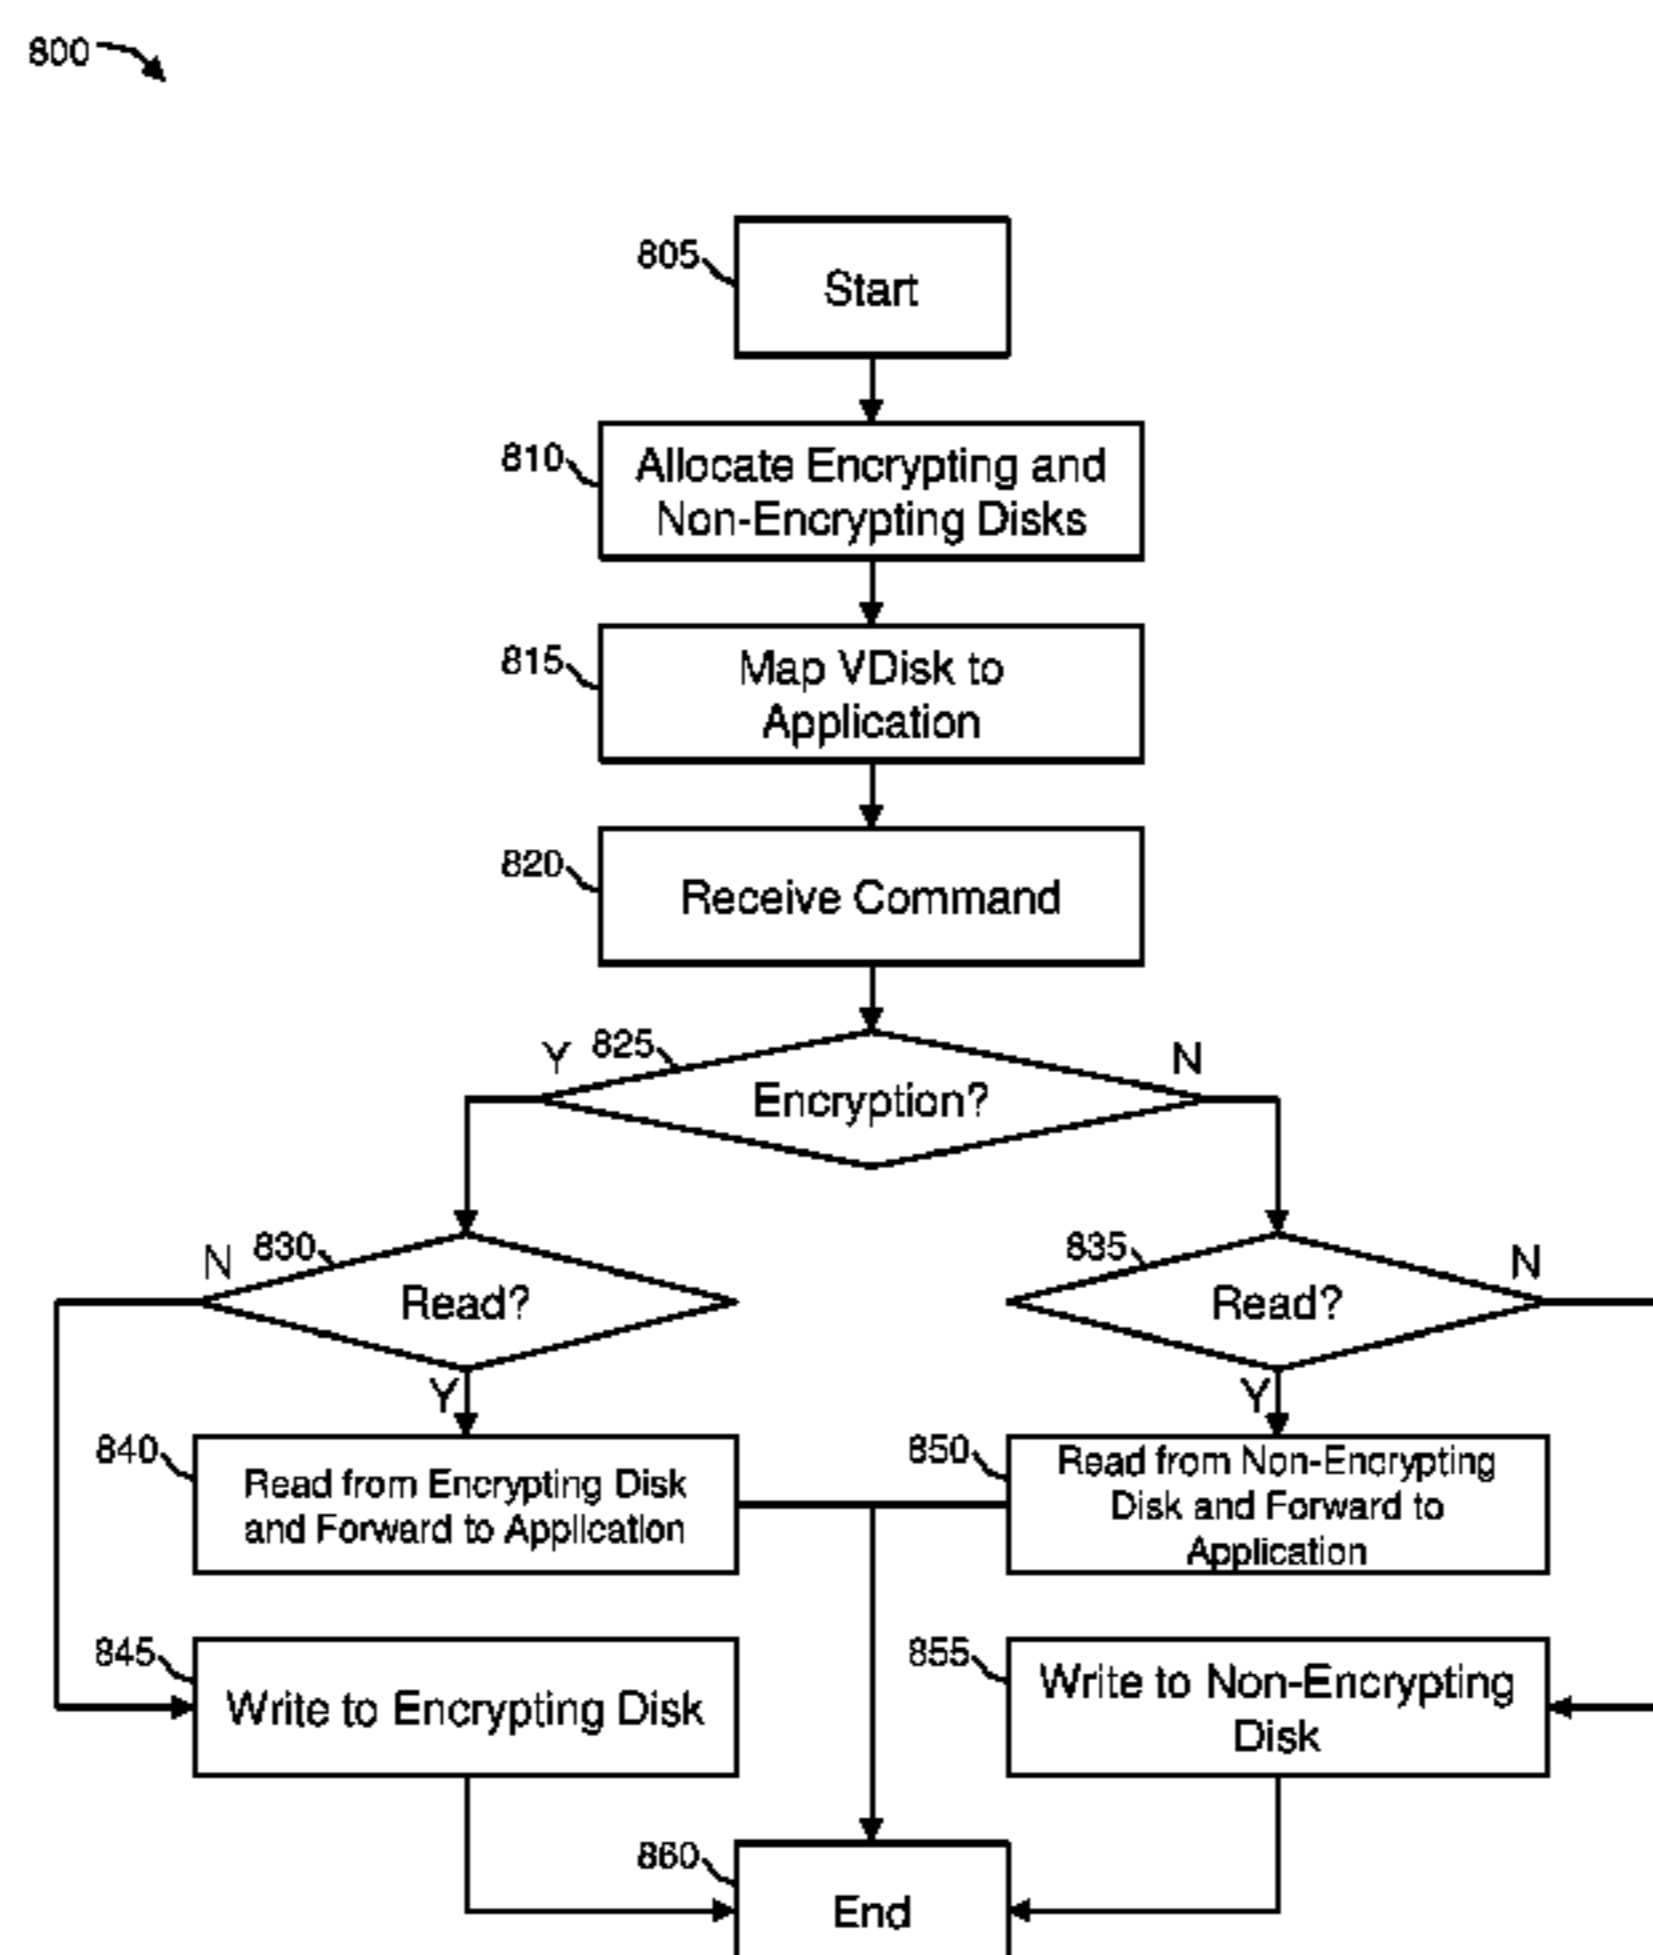 800
805
Start
810
Allocate Encrypting and
Non-Encrypting Disks
815
Map VDisk to
Application
820
Receive Command
Y 825 N
Encryption?
N 830
Read?
Y
835 N
Read?
Y
840
Read from Encrypting Disk
and Forward to Application
850
Read from Non-Encrypting
Disk and Forward to
Application
845
Write to Encrypting Disk
855
Write to Non-Encrypting
Disk
860
End